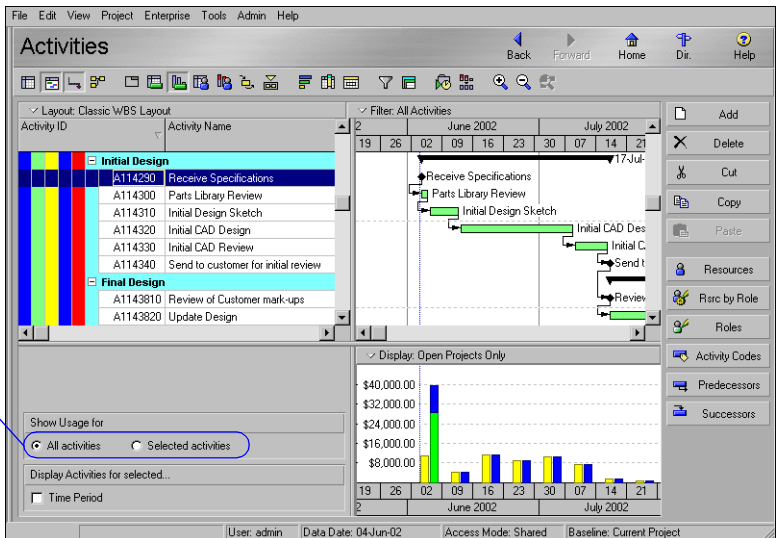 File Edit View Project Enterprise Tools Admin Help
Activities
Back Forward Home Dir. Help
Layout: Classic WBS Layout
Filter: All Activities
Activity ID Activity Name
2 June 2002 July 2002
19 26 02 09 16 23 30 07 14 21
Initial Design
17-Jul-
A114290 Receive Specifications
Receive Specifications
A114300 Parts Library Review
Parts Library Review
A114310 Initial Design Sketch
Initial Design Sketch
A114320 Initial CAD Design
Initial CAD Des
A114330 Initial CAD Review
Initial C
A114340 Send to customer for initial review
Send t
Final Design
A1143810 Review of Customer mark-ups
Review
A1143820 Update Design
Add
Delete
Cut
Copy
Paste
Resources
Rsrc by Role
Roles
Activity Codes
Predecessors
Successors
Display: Open Projects Only
Show Usage for
All activities Selected activities
Display Activities for selected...
Time Period
$40,000.00
$32,000.00
$24,000.00
$16,000.00
$8,000.00
19 26 02 09 16 23 30 07 14 21
2 June 2002 July 2002
User: admin Data Date: 04-Jun-02 Access Mode: Shared Baseline: Current Project